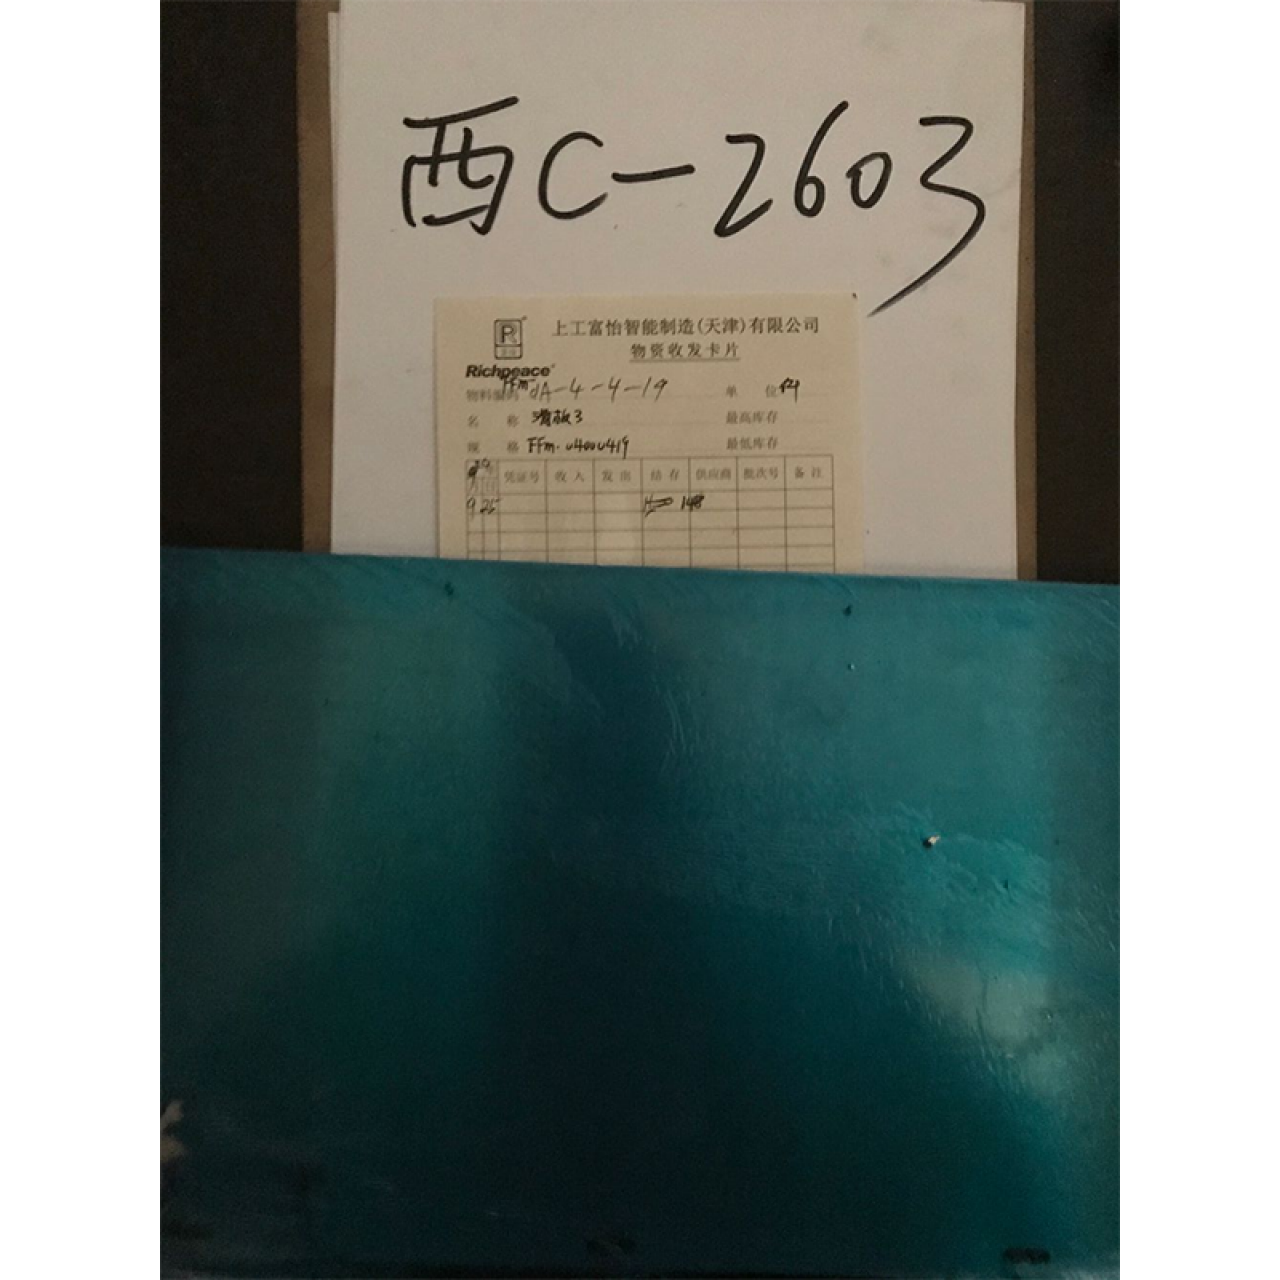 西C-2603
R
上工富怡智能制造(天津)有限公司
物资收发卡片
Richpeace
物料编码 FFm dA-4-4-19 单位 件
名称 滑板3 最高库存
规格 FFm.0400419 最低库存
凭证号 收入 发出 结存 供应商 批次号 备注
9 25 148